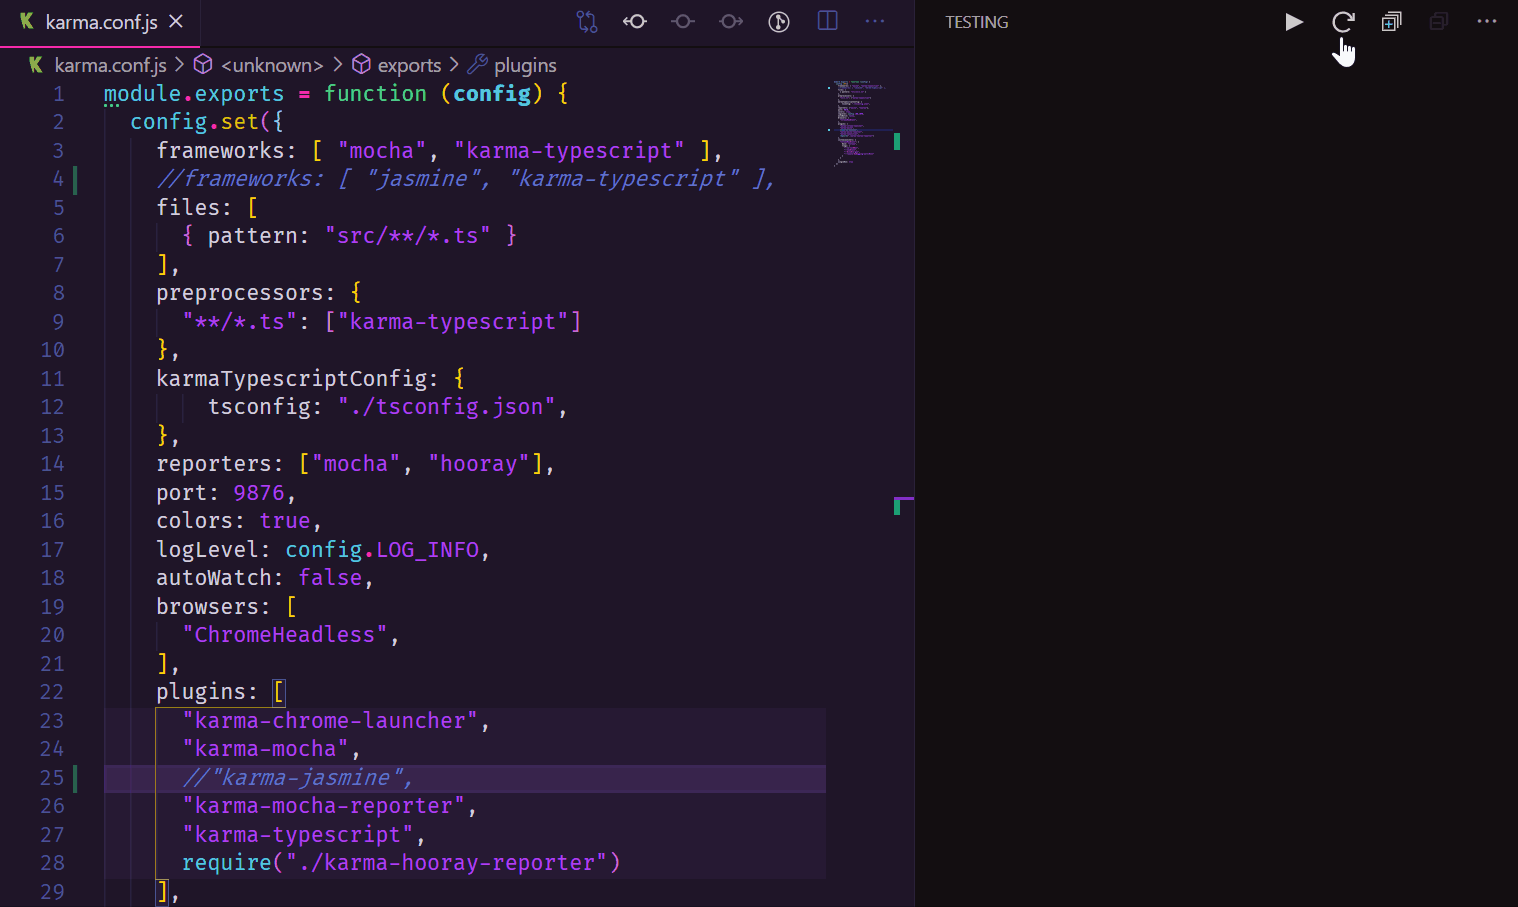 karma.conf.js
TESTING
karma.conf.js > <unknown> > exports > plugins
1 module.exports = function (config) {
2 config.set({
3 frameworks: [ "mocha", "karma-typescript" ],
4 //frameworks: [ "jasmine", "karma-typescript" ],
5 files: [
6 { pattern: "src/**/*.ts" }
7 ],
8 preprocessors: {
9 "**/*.ts": ["karma-typescript"]
10 },
11 karmaTypescriptConfig: {
12 tsconfig: "./tsconfig.json",
13 },
14 reporters: ["mocha", "hooray"],
15 port: 9876,
16 colors: true,
17 logLevel: config.LOG_INFO,
18 autoWatch: false,
19 browsers: [
20 "ChromeHeadless",
21 ],
22 plugins: [
23 "karma-chrome-launcher",
24 "karma-mocha",
25 //"karma-jasmine",
26 "karma-mocha-reporter",
27 "karma-typescript",
28 require("./karma-hooray-reporter")
29 ],